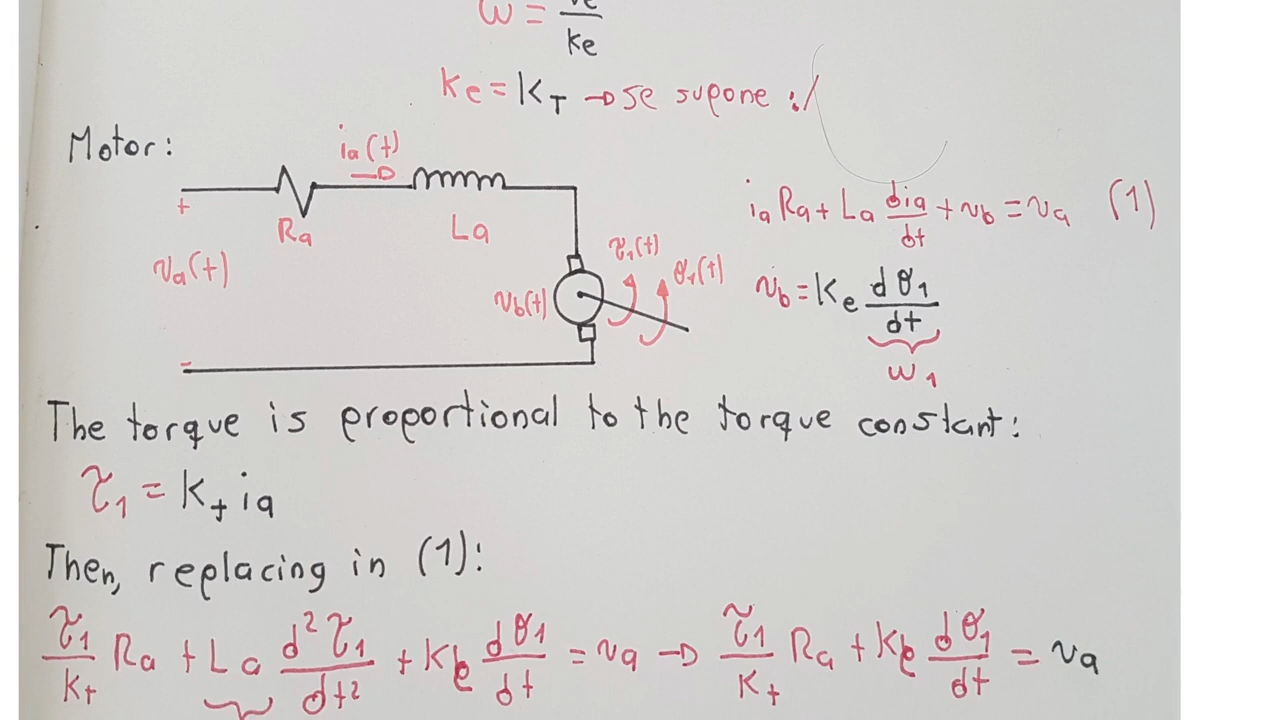 ω = ve/ke
Ke = KT → se supone :/
Motor:
ia(t)
+
Ra
La
va(t)
-
vb(t)
τ1(t)
θ1(t)
ia Ra + La dia/dt + vb = va (1)
vb = Ke dθ1/dt
ω1
The torque is proportional to the torque constant:
τ1 = Kt ia
Then, replacing in (1):
τ1/Kt Ra + La d²τ1/dt² + Ke dθ1/dt = va → τ1/Kt Ra + Ke dθ1/dt = va